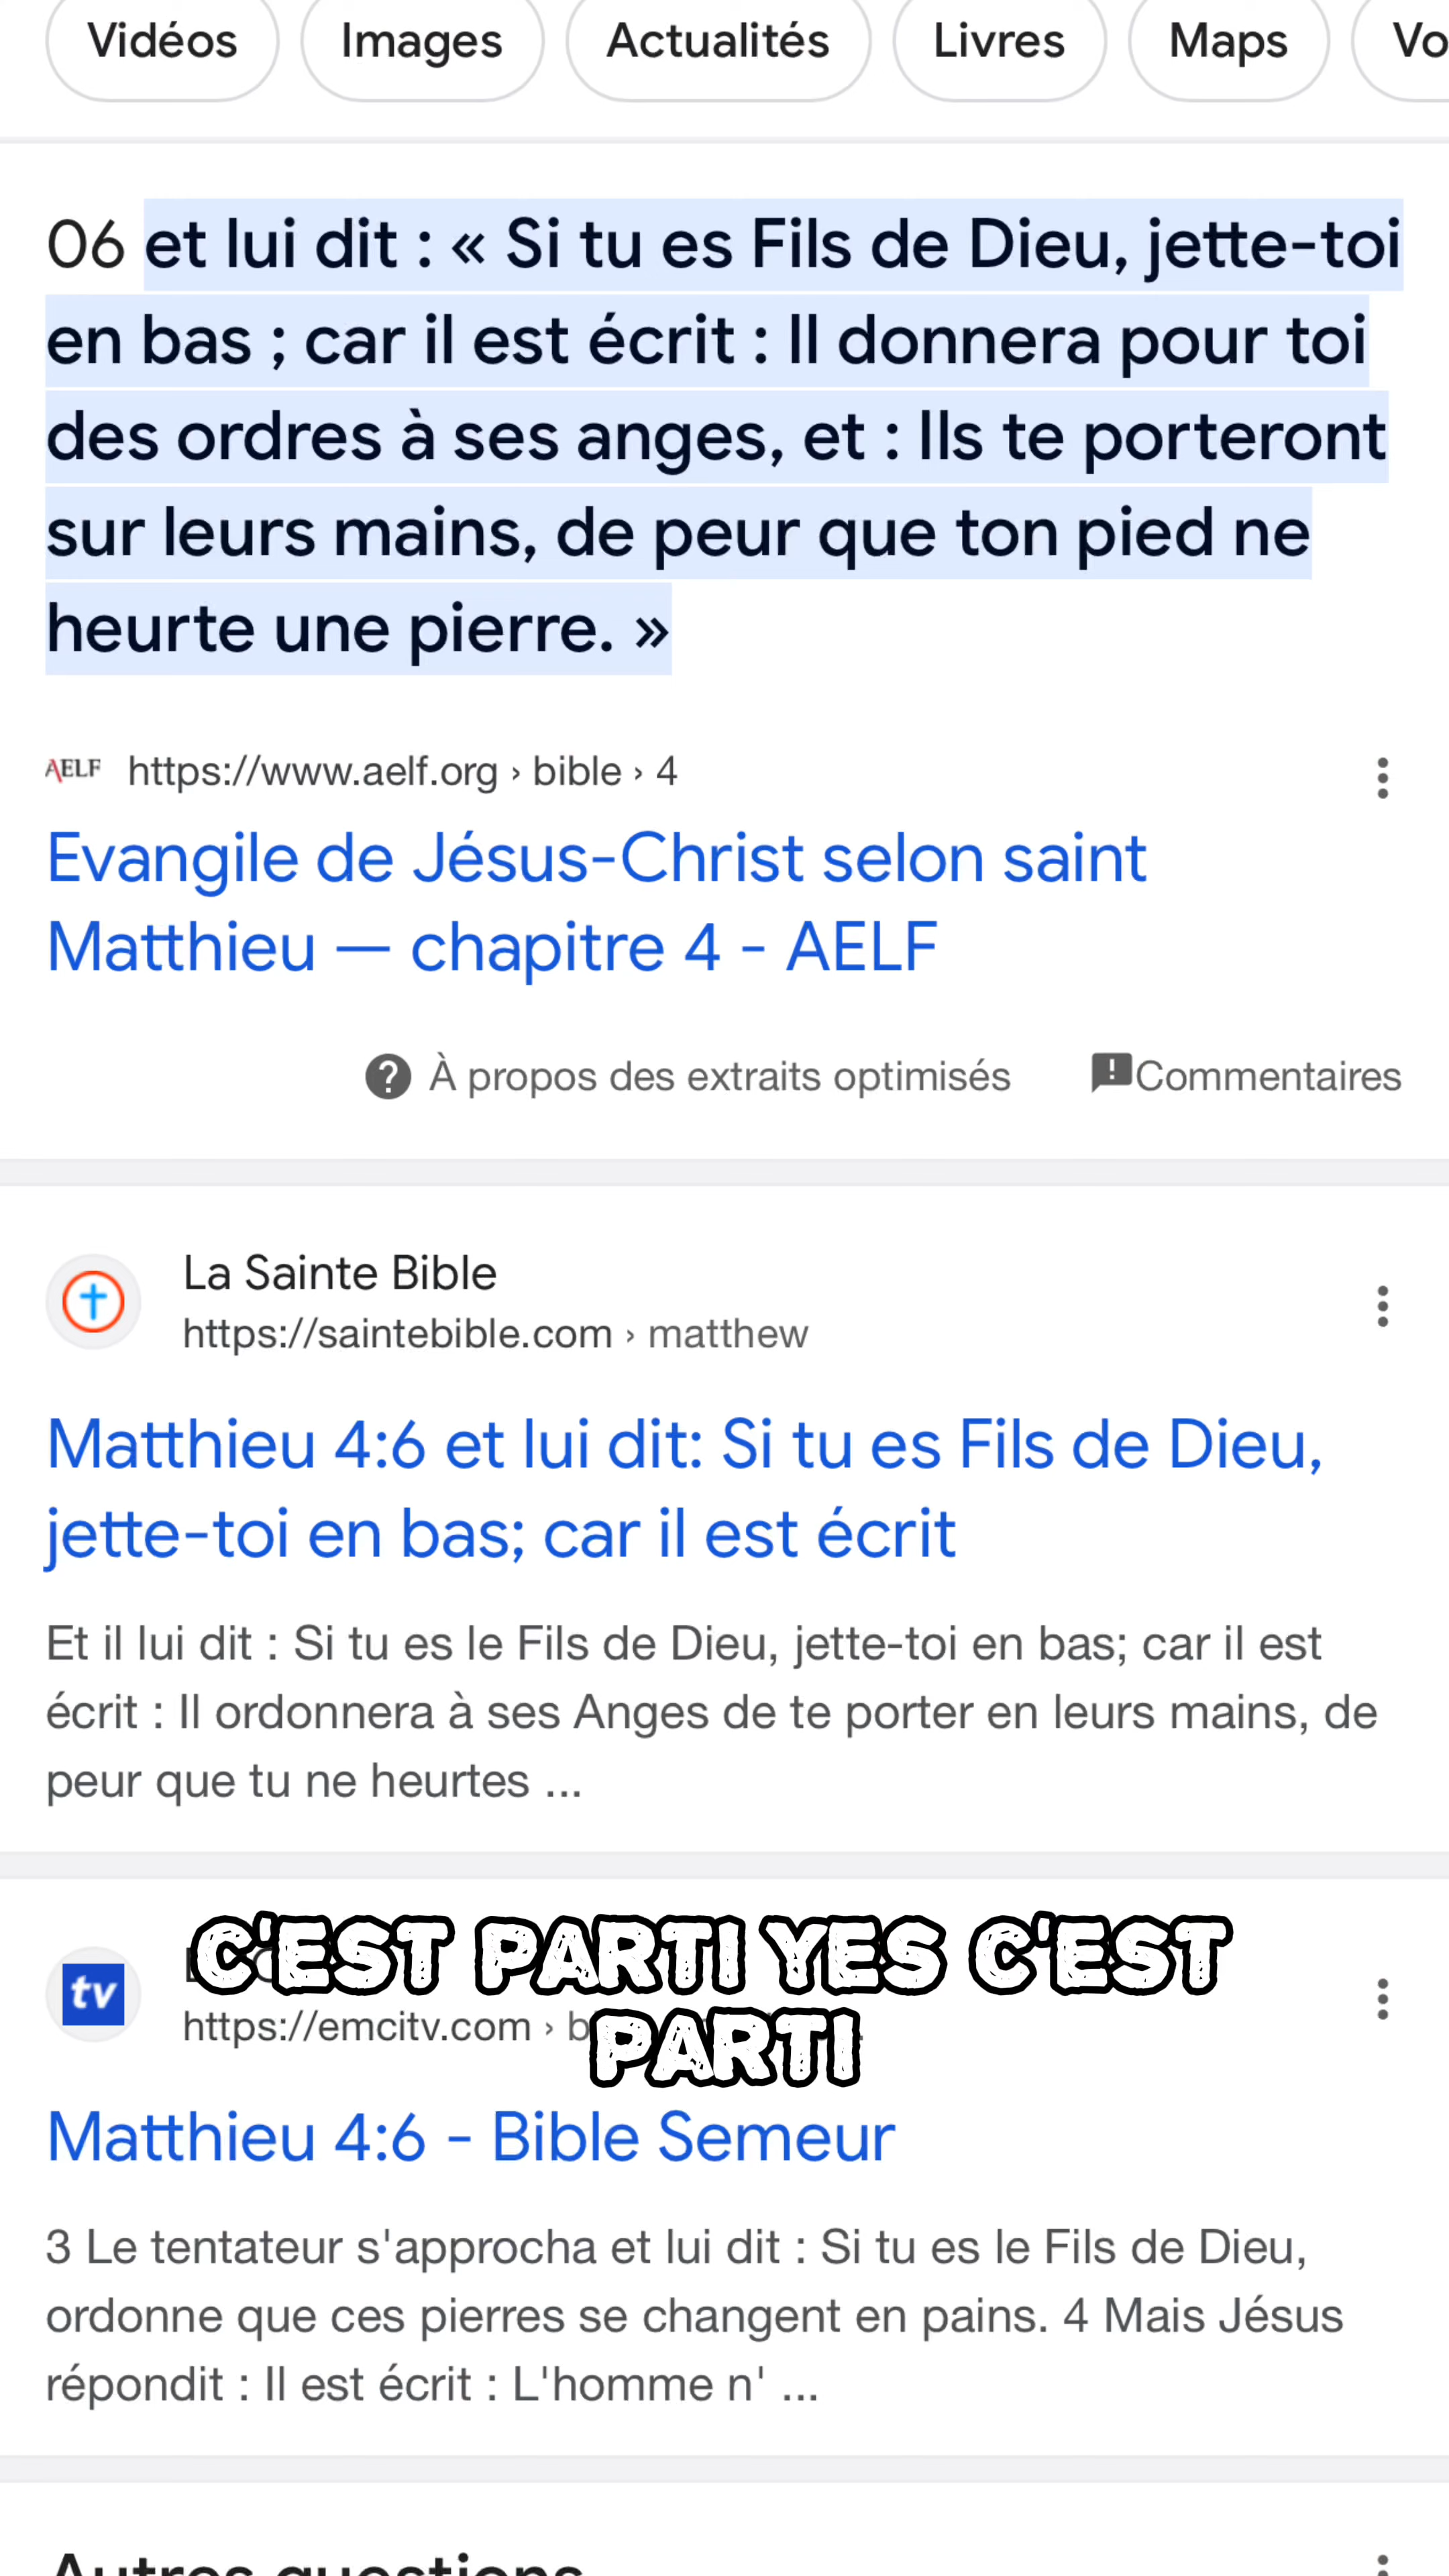 Vidéos Images Actualités Livres Maps Vo
06 et lui dit : « Si tu es Fils de Dieu, jette-toi
en bas ; car il est écrit : Il donnera pour toi
des ordres à ses anges, et : Ils te porteront
sur leurs mains, de peur que ton pied ne
heurte une pierre. »
AELF https://www.aelf.org › bible › 4
Evangile de Jésus-Christ selon saint
Matthieu — chapitre 4 - AELF
À propos des extraits optimisés Commentaires
La Sainte Bible
https://saintebible.com › matthew
Matthieu 4:6 et lui dit: Si tu es Fils de Dieu,
jette-toi en bas; car il est écrit
Et il lui dit : Si tu es le Fils de Dieu, jette-toi en bas; car il est
écrit : Il ordonnera à ses Anges de te porter en leurs mains, de
peur que tu ne heurtes ...
C'EST PARTI YES C'EST
PARTI
tv
https://emcitv.com ›
Matthieu 4:6 - Bible Semeur
3 Le tentateur s'approcha et lui dit : Si tu es le Fils de Dieu,
ordonne que ces pierres se changent en pains. 4 Mais Jésus
répondit : Il est écrit : L'homme n' ...
Autres questions